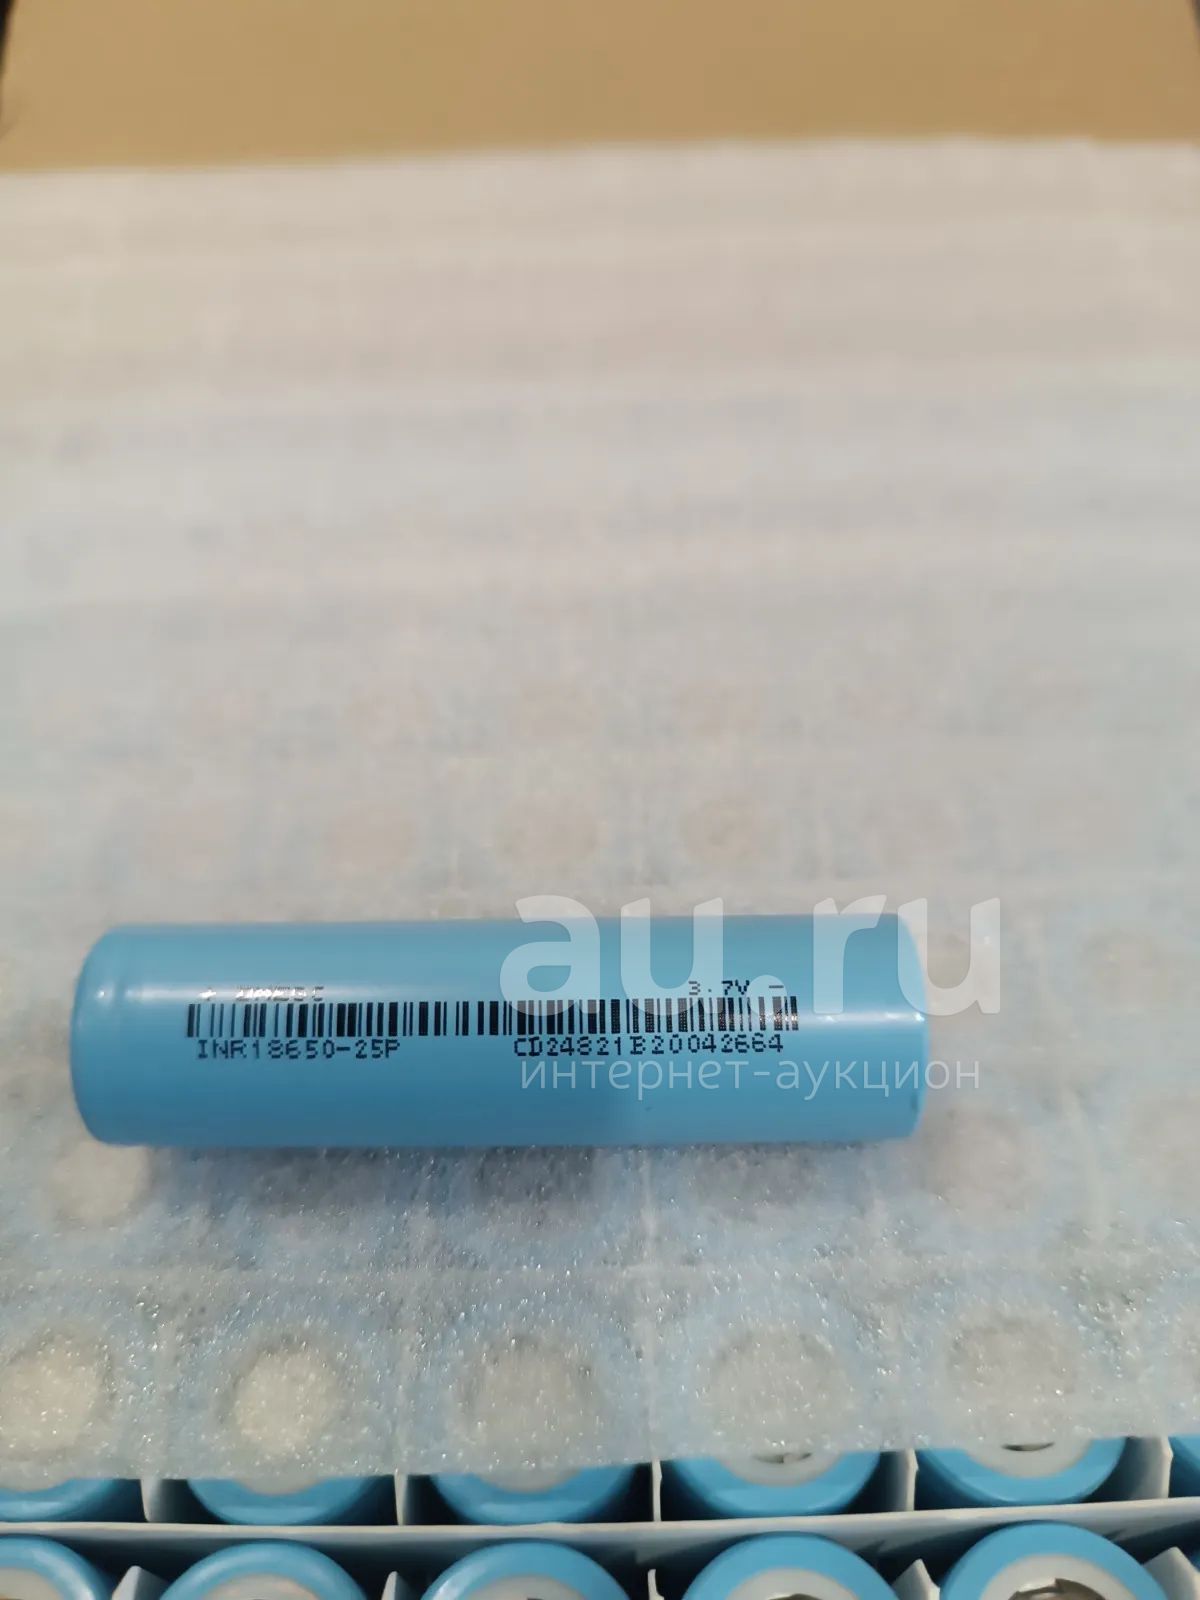 3.7V -
INR18650-25P CD24821B20042664
au.ru
интернет-аукцион